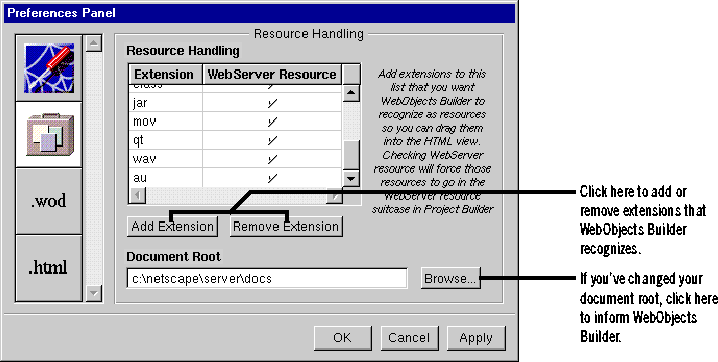 Preferences Panel
Resource Handling
Resource Handling
Extension WebServer Resource
class
jar
mov
qt
wav
au
Add extensions to this
list that you want
WebObjects Builder to
recognize as resources
so you can drag them
into the HTML view.
Checking WebServer
resource will force those
resources to go in the
WebServer resource
suitcase in Project Builder
.wod
.html
Add Extension Remove Extension
Document Root
c:\netscape\server\docs
Browse...
OK Cancel Apply
Click here to add or
remove extensions that
WebObjects Builder
recognizes.
If you've changed your
document root, click here
to inform WebObjects
Builder.